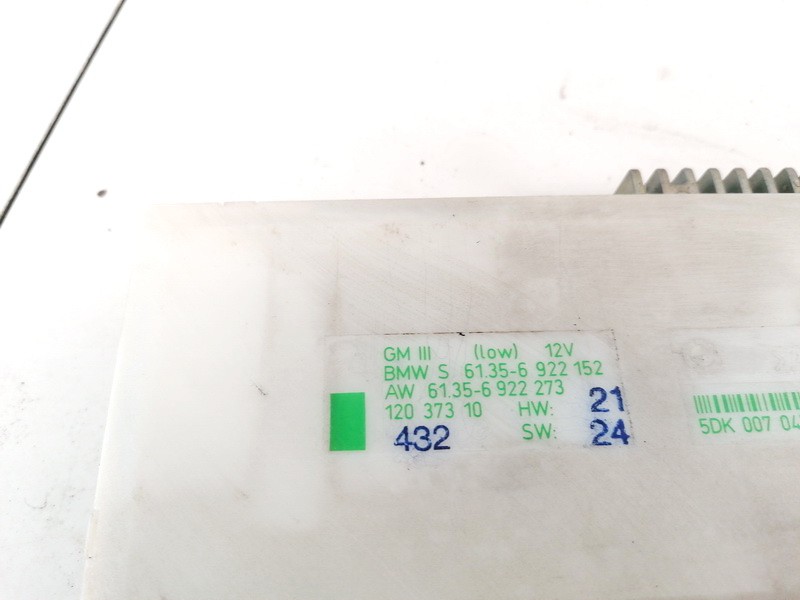 GM III (low) 12V
BMW S 61.35-6 922 152
AW 61.35-6 922 273
120 373 10 HW: 21
432 SW: 24
5DK 007 04